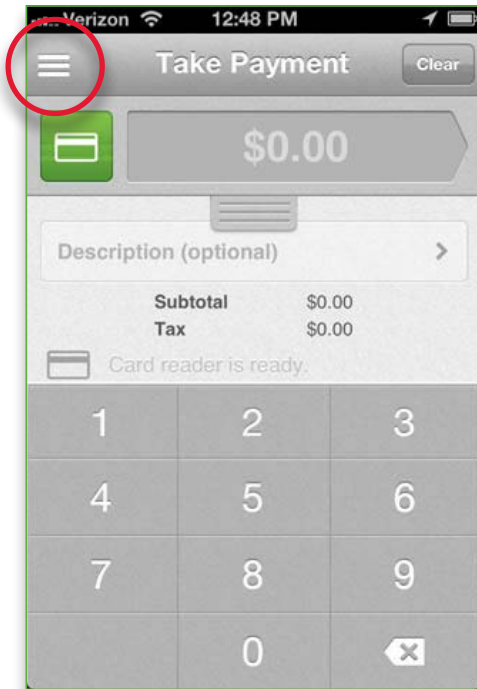 Verizon 12:48 PM
Take Payment Clear
$0.00
Description (optional)
Subtotal $0.00
Tax $0.00
Card reader is ready.
1 2 3
4 5 6
7 8 9
0